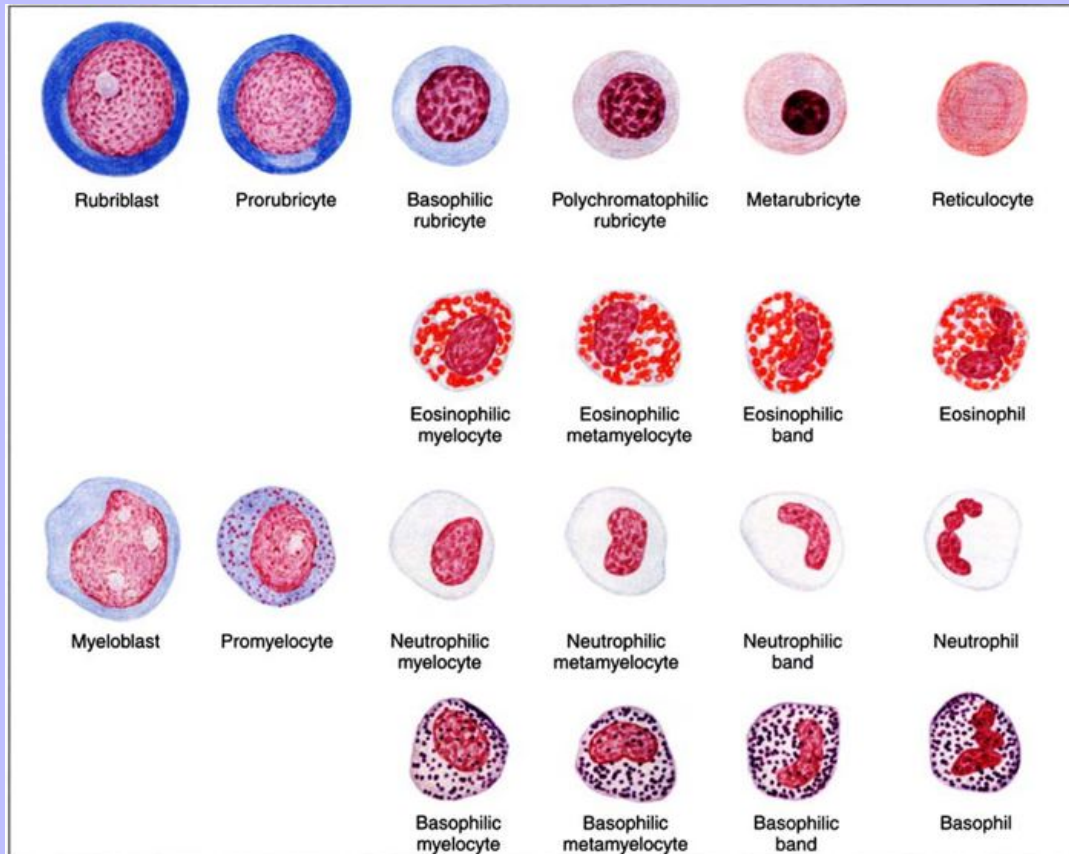 Rubriblast
Prorubricyte
Basophilic
rubricyte
Polychromatophilic
rubricyte
Metarubricyte
Reticulocyte
Eosinophilic
myelocyte
Eosinophilic
metamyelocyte
Eosinophilic
band
Eosinophil
Myeloblast
Promyelocyte
Neutrophilic
myelocyte
Neutrophilic
metamyelocyte
Neutrophilic
band
Neutrophil
Basophilic
myelocyte
Basophilic
metamyelocyte
Basophilic
band
Basophil